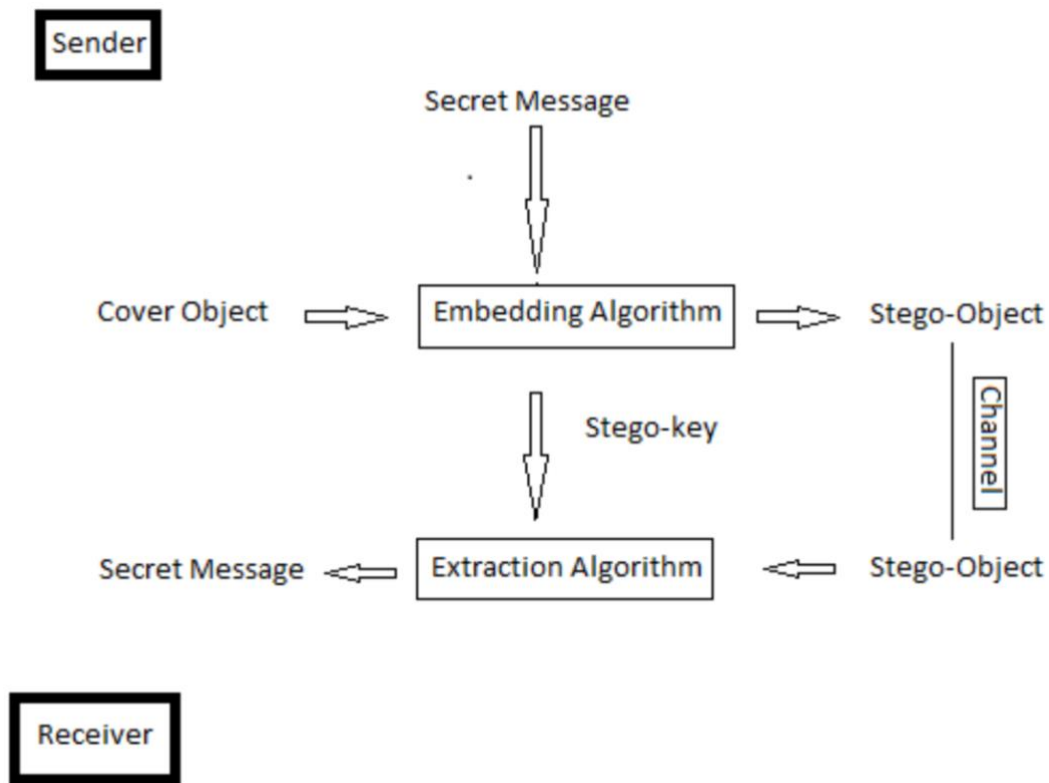 Sender
Secret Message
Cover Object
Embedding Algorithm
Stego-Object
Stego-key
Channel
Secret Message
Extraction Algorithm
Stego-Object
Receiver